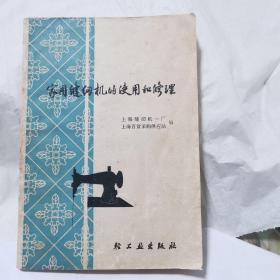 家用缝纫机的使用和修理
上海缝纫机一厂
上海百货采购供应站
编
轻工业出版社